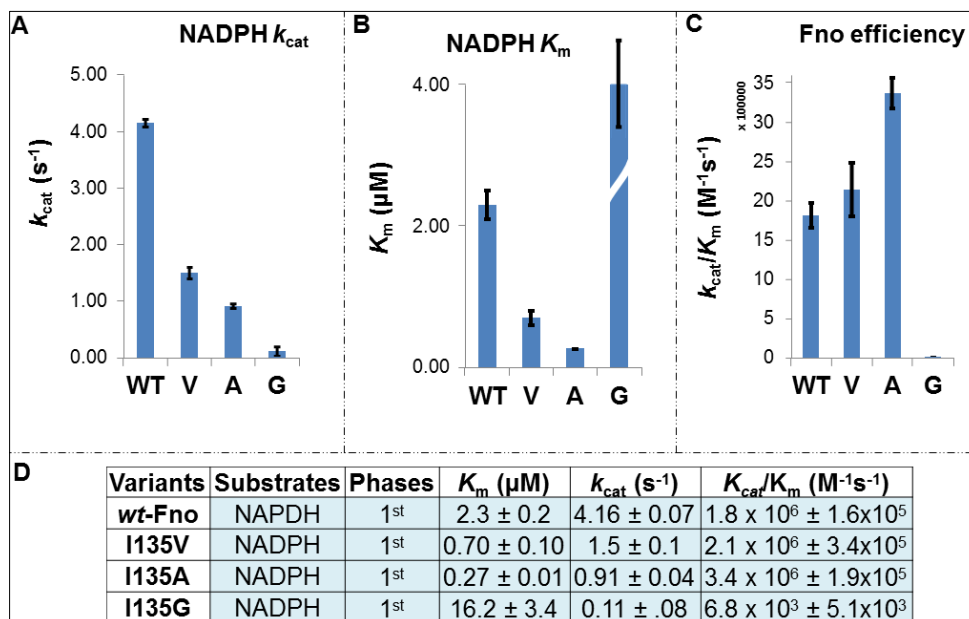 A
NADPH kcat
kcat (s-1)
5.00
4.00
3.00
2.00
1.00
0.00
WT V A G
B
NADPH Km
Km (µM)
4.00
2.00
0.00
WT V A G
C
Fno efficiency
x 100000
kcat/Km (M-1s-1)
35
30
25
20
15
10
5
0
WT V A G
D
Variants Substrates Phases Km (µM) kcat (s-1) Kcat/Km (M-1s-1)
wt-Fno NAPDH 1st 2.3 ± 0.2 4.16 ± 0.07 1.8 x 10⁶ ± 1.6x10⁵
I135V NADPH 1st 0.70 ± 0.10 1.5 ± 0.1 2.1 x 10⁶ ± 3.4x10⁵
I135A NADPH 1st 0.27 ± 0.01 0.91 ± 0.04 3.4 x 10⁶ ± 1.9x10⁵
I135G NADPH 1st 16.2 ± 3.4 0.11 ± .08 6.8 x 10³ ± 5.1x10³